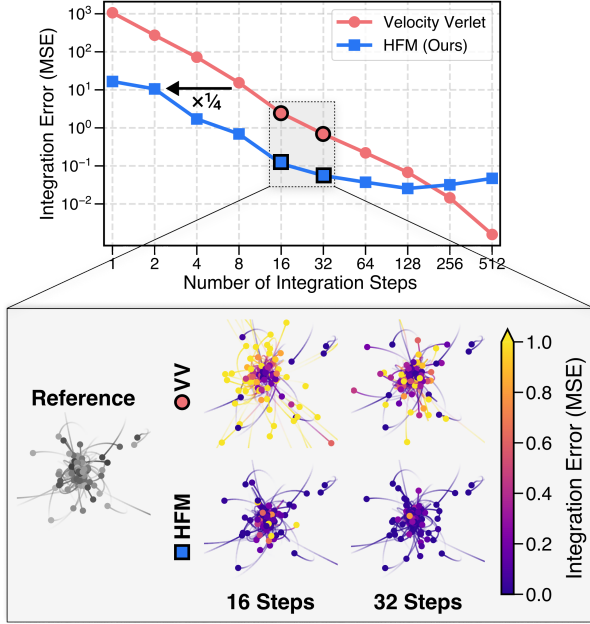 Velocity Verlet
HFM (Ours)
Integration Error (MSE)
10³
10²
10¹
10⁰
10⁻¹
10⁻²
×¼
1 2 4 8 16 32 64 128 256 512
Number of Integration Steps
Reference
VV
HFM
16 Steps
32 Steps
1.0
0.8
0.6
0.4
0.2
0.0
Integration Error (MSE)